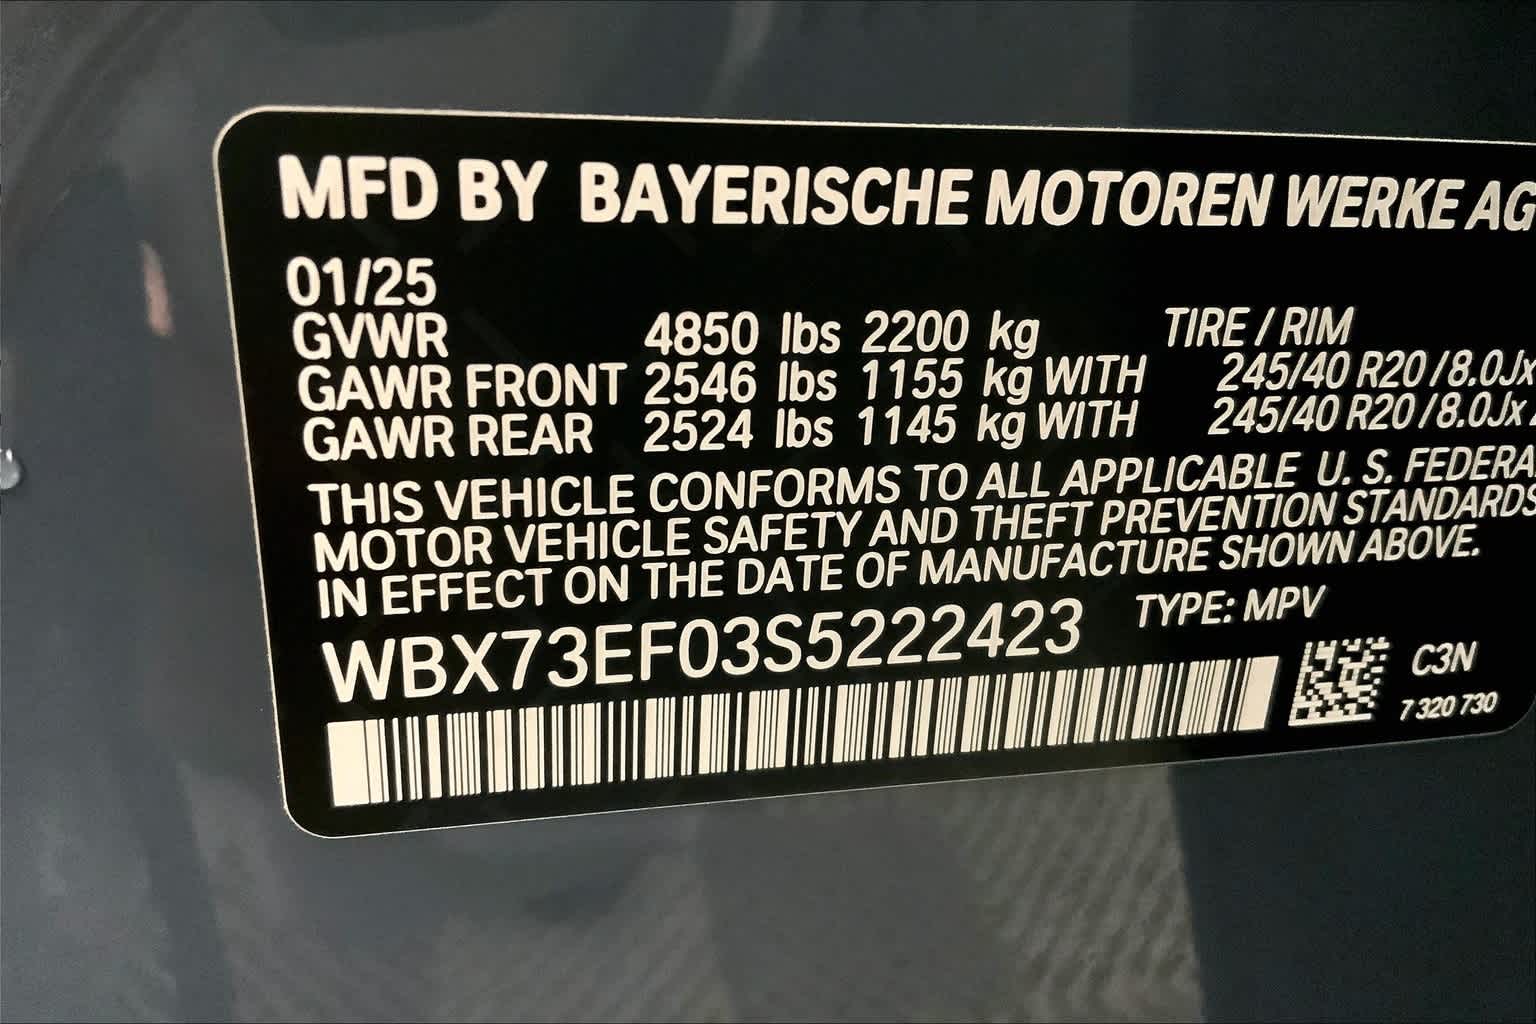 MFD BY BAYERISCHE MOTOREN WERKE AG
01/25
GVWR 4850 lbs 2200 kg TIRE / RIM
GAWR FRONT 2546 lbs 1155 kg WITH 245/40 R20 / 8.0Jx
GAWR REAR 2524 lbs 1145 kg WITH 245/40 R20 / 8.0Jx
THIS VEHICLE CONFORMS TO ALL APPLICABLE U. S. FEDERA
MOTOR VEHICLE SAFETY AND THEFT PREVENTION STANDARDS
IN EFFECT ON THE DATE OF MANUFACTURE SHOWN ABOVE.
WBX73EF03S5222423 TYPE: MPV
C3N
7 320 730